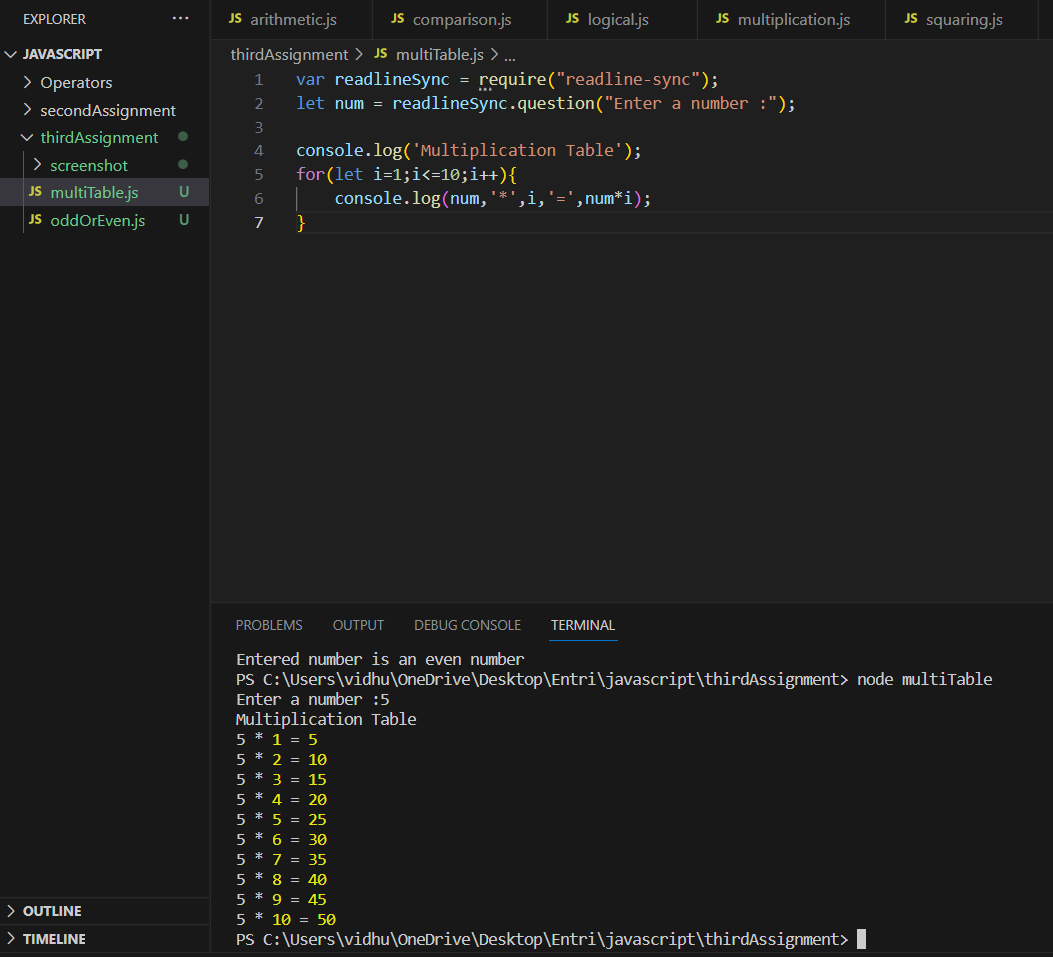 EXPLORER ...
JS arithmetic.js JS comparison.js JS logical.js JS multiplication.js JS squaring.js
JAVASCRIPT
Operators
secondAssignment
thirdAssignment
screenshot
JS multiTable.js U
JS oddOrEven.js U
thirdAssignment > JS multiTable.js > ...
1 var readlineSync = require("readline-sync");
2 let num = readlineSync.question("Enter a number :");
3
4 console.log('Multiplication Table');
5 for(let i=1;i<=10;i++){
6     console.log(num,'*',i,'=',num*i);
7 }
PROBLEMS OUTPUT DEBUG CONSOLE TERMINAL
Entered number is an even number
PS C:\Users\vidhu\OneDrive\Desktop\Entri\javascript\thirdAssignment> node multiTable
Enter a number :5
Multiplication Table
5 * 1 = 5
5 * 2 = 10
5 * 3 = 15
5 * 4 = 20
5 * 5 = 25
5 * 6 = 30
5 * 7 = 35
5 * 8 = 40
5 * 9 = 45
5 * 10 = 50
PS C:\Users\vidhu\OneDrive\Desktop\Entri\javascript\thirdAssignment>
OUTLINE
TIMELINE